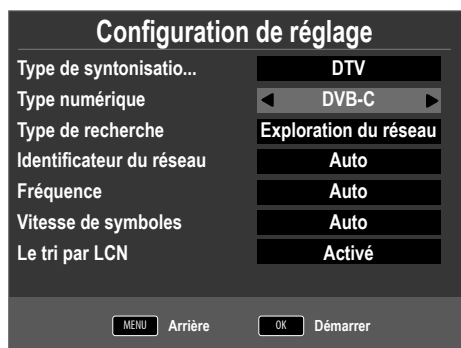 Configuration de réglage
Type de syntonisatio... DTV
Type numérique DVB-C
Type de recherche Exploration du réseau
Identificateur du réseau Auto
Fréquence Auto
Vitesse de symboles Auto
Le tri par LCN Activé
MENU Arrière OK Démarrer